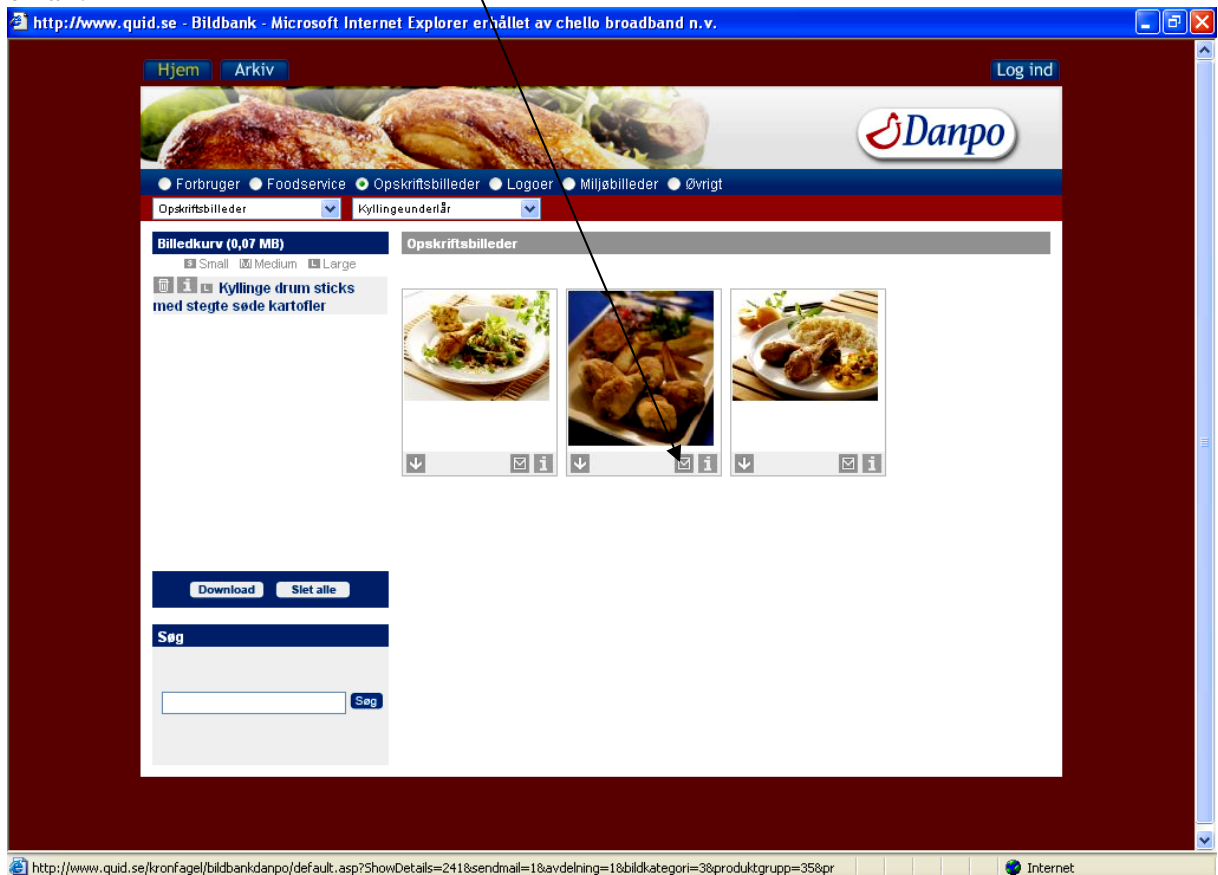 http://www.quid.se - Bildbank - Microsoft Internet Explorer erhållet av chello broadband n.v.
Hjem Arkiv Log ind
Danpo
Forbruger Foodservice Opskriftsbilleder Logoer Miljøbilleder Øvrigt
Opskriftsbilleder Kyllingeunderlår
Billedkurv (0,07 MB) Opskriftsbilleder
S Small M Medium L Large
i L Kyllinge drum sticks
med stegte søde kartofler
i i i
Download Slet alle
Søg
Søg
http://www.quid.se/kronfagel/bildbankdanpo/default.asp?ShowDetails=241&sendmail=1&avdelning=1&bildkategori=3&produktgrupp=35&pr Internet